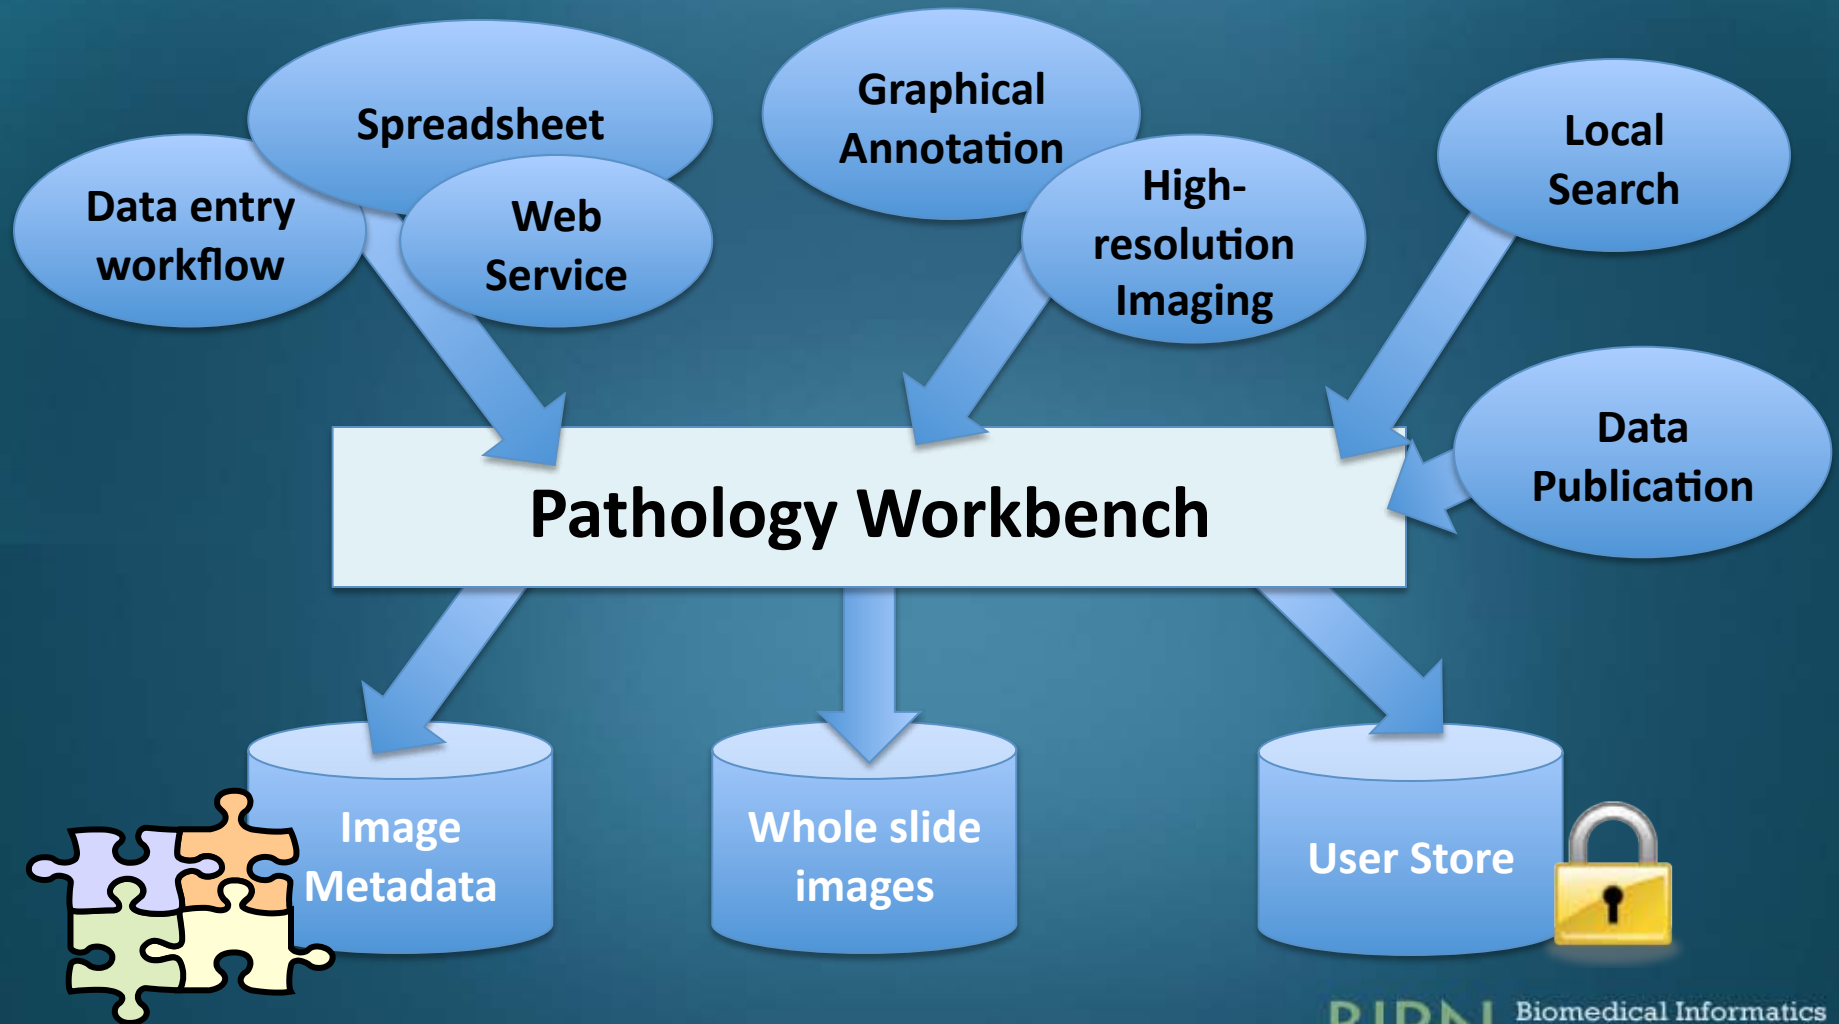 Spreadsheet
Data entry
workflow
Web
Service
Graphical
Annotation
High-
resolution
Imaging
Local
Search
Data
Publication
Pathology Workbench
Image
Metadata
Whole slide
images
User Store
BIRN
Biomedical Informatics